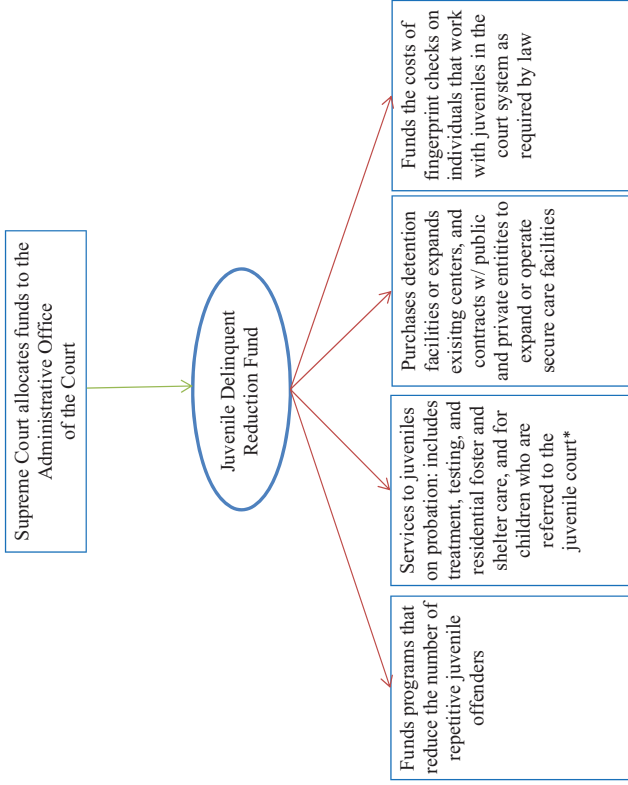 Supreme Court allocates funds to the
Administrative Office
of the Court
Juvenile Delinquent
Reduction Fund
Funds programs that
reduce the number of
repetitive juvenile
offenders
Services to juveniles
on probation: includes
treatment, testing, and
residential foster and
shelter care, and for
children who are
referred to the
juvenile court*
Purchases detention
facilities or expands
exisitng centers, and
contracts w/ public
and private entitites to
expand or operate
secure care facilities
Funds the costs of
fingerprint checks on
individuals that work
with juveniles in the
court system as
required by law